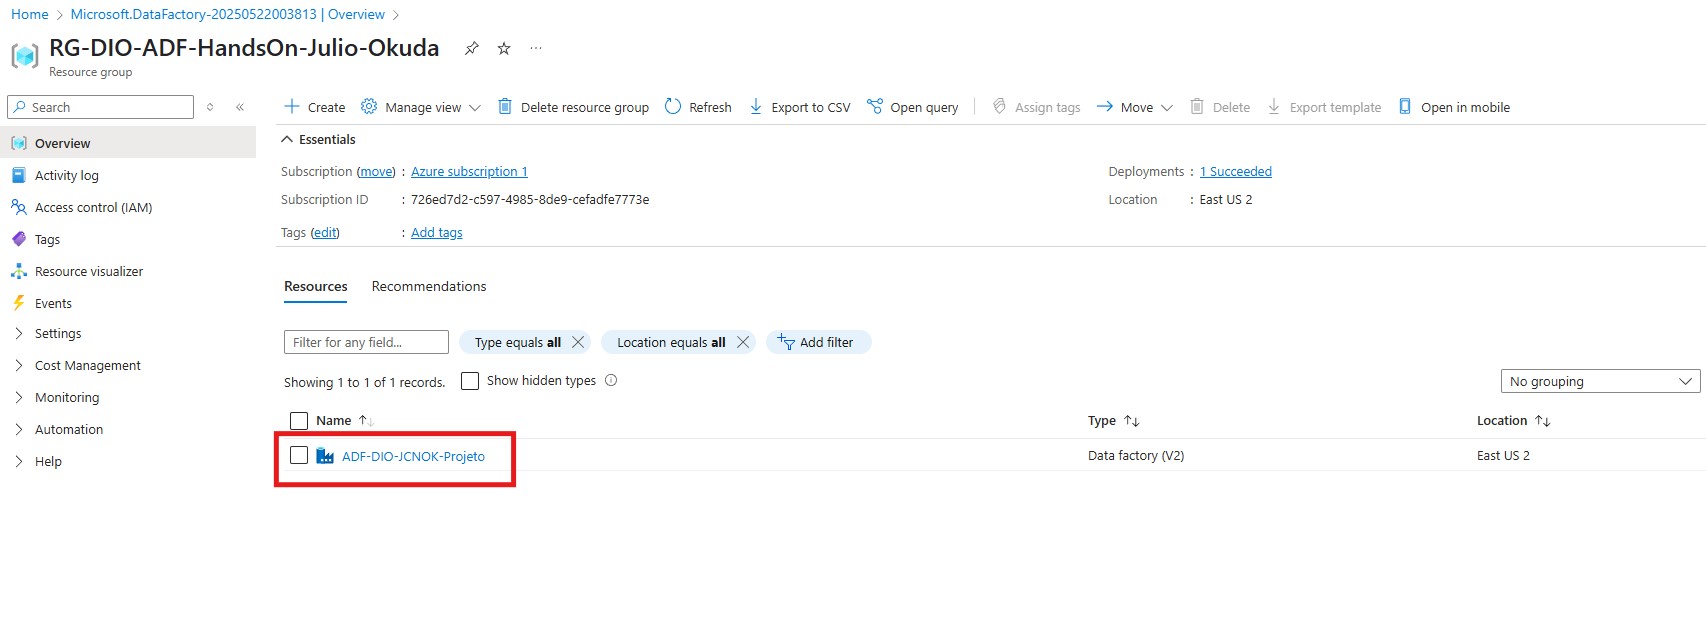 Home > Microsoft.DataFactory-20250522003813 | Overview >
RG-DIO-ADF-HandsOn-Julio-Okuda
Resource group
Search
Overview
Activity log
Access control (IAM)
Tags
Resource visualizer
Events
Settings
Cost Management
Monitoring
Automation
Help
Create Manage view Delete resource group Refresh Export to CSV Open query Assign tags Move Delete Export template Open in mobile
Essentials
Subscription (move) : Azure subscription 1
Deployments : 1 Succeeded
Subscription ID : 726ed7d2-c597-4985-8de9-cefadfe7773e
Location : East US 2
Tags (edit) : Add tags
Resources Recommendations
Filter for any field... Type equals all Location equals all Add filter
Showing 1 to 1 of 1 records. Show hidden types No grouping
Name Type Location
ADF-DIO-JCNOK-Projeto Data factory (V2) East US 2